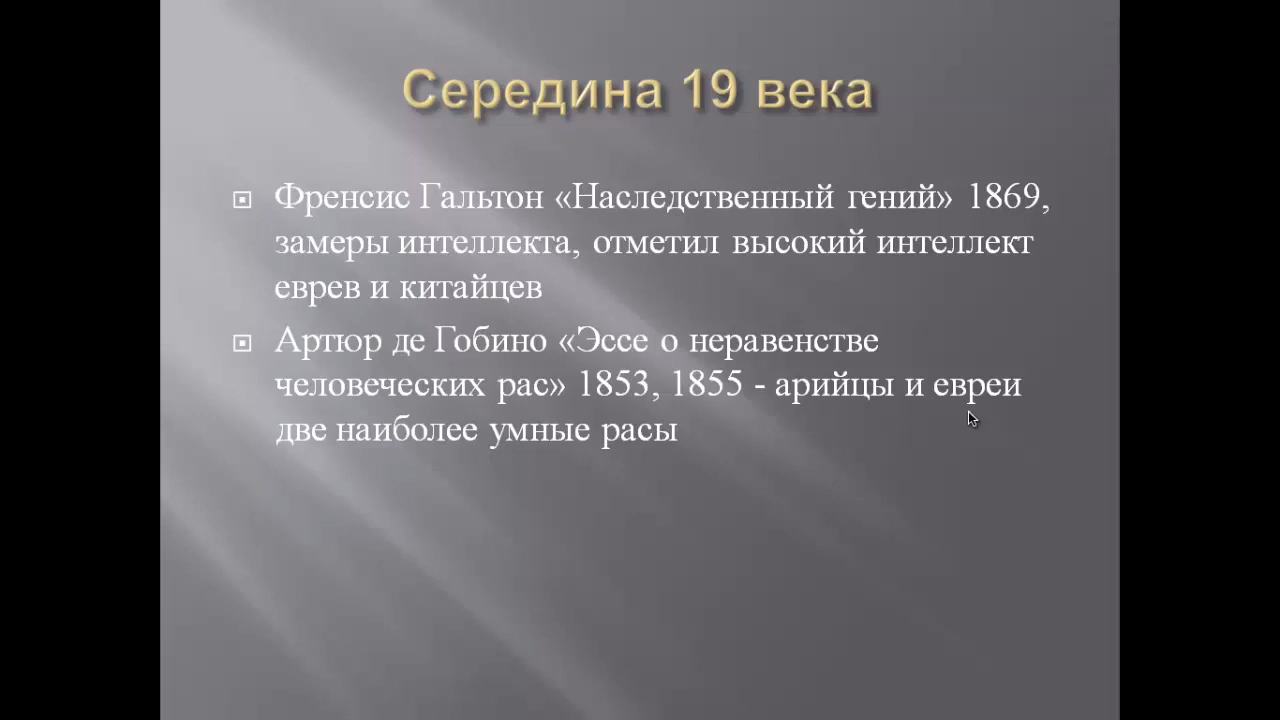 Середина 19 века
Френсис Гальтон «Наследственный гений» 1869,
замеры интеллекта, отметил высокий интеллект
еврев и китайцев
Артюр де Гобино «Эссе о неравенстве
человеческих рас» 1853, 1855 - арийцы и евреи
две наиболее умные расы